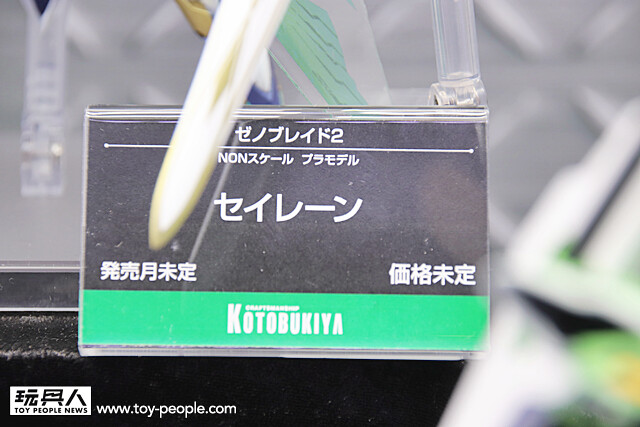 ゼノブレイド2
NONスケール プラモデル
セイレーン
発売月未定 価格未定
CRAFTSMANSHIP
KOTOBUKIYA
玩具人
TOY PEOPLE NEWS www.toy-people.com